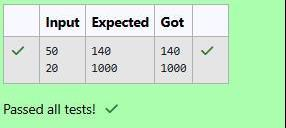 Input Expected Got
50 140 140
20 1000 1000
Passed all tests!